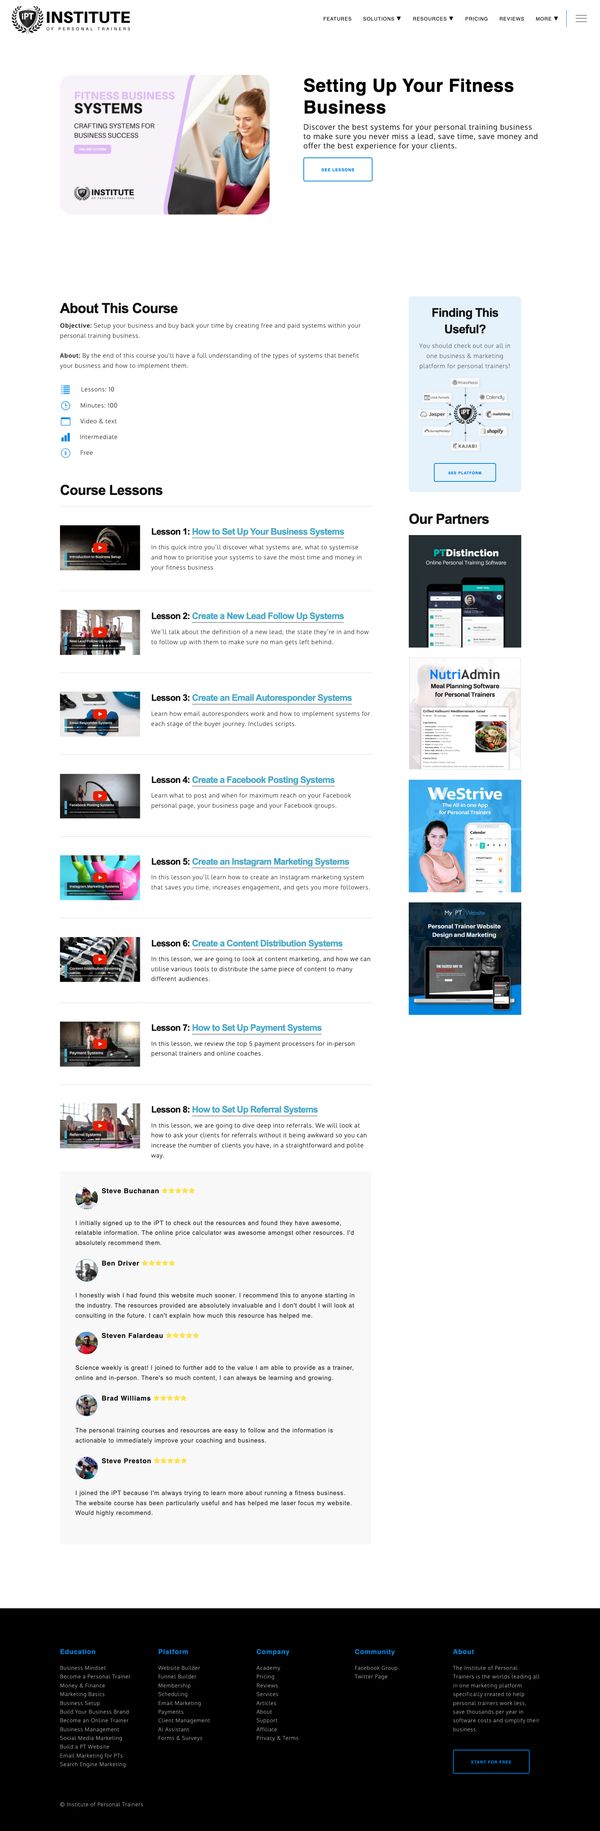 iPT INSTITUTE
OF PERSONAL TRAINERS
FEATURES SOLUTIONS ▼ RESOURCES ▼ PRICING REVIEWS MORE ▼
FITNESS BUSINESS
SYSTEMS
CRAFTING SYSTEMS FOR
BUSINESS SUCCESS
INSTITUTE
OF PERSONAL TRAINERS
Setting Up Your Fitness
Business
Discover the best systems for your personal training business
to make sure you never miss a lead, save time, save money and
offer the best experience for your clients.
SEE LESSONS
About This Course
Objective: Setup your business and buy back your time by creating free and paid systems within your
personal training business.
About: By the end of this course you'll have a full understanding of the types of systems that benefit
your business and how to implement them.
Lessons: 10
Minutes: 100
Video & text
Intermediate
Free
Course Lessons
Introduction to Business Setup
Lesson 1: How to Set Up Your Business Systems
In this quick intro you'll discover what systems are, what to systemise
and how to prioritise your systems to save the most time and money in
your fitness business
New Lead Follow Up Systems
Lesson 2: Create a New Lead Follow Up Systems
We'll talk about the definition of a new lead, the state they're in and how
to follow up with them to make sure no man gets left behind.
Email Responder Systems
Lesson 3: Create an Email Autoresponder Systems
Learn how email autoresponders work and how to implement systems for
each stage of the buyer journey. Includes scripts.
Facebook Posting Systems
Lesson 4: Create a Facebook Posting Systems
Learn what to post and when for maximum reach on your Facebook
personal page, your business page and your Facebook groups.
Instagram Marketing Systems
Lesson 5: Create an Instagram Marketing Systems
In this lesson you'll learn how to create an Instagram marketing system
that saves you time, increases engagement, and gets you more followers.
Content Distribution Systems
Lesson 6: Create a Content Distribution Systems
In this lesson, we are going to look at content marketing, and how we can
utilise various tools to distribute the same piece of content to many
different audiences.
Payment Systems
Lesson 7: How to Set Up Payment Systems
In this lesson, we review the top 5 payment processors for in-person
personal trainers and online coaches.
Referral Systems
Lesson 8: How to Set Up Referral Systems
In this lesson, we are going to dive deep into referrals. We will look at
how to ask your clients for referrals without it being awkward so you can
increase the number of clients you have, in a straightforward and polite
way.
Steve Buchanan
I initially signed up to the iPT to check out the resources and found they have awesome,
relatable information. The online price calculator was awesome amongst other resources. I'd
absolutely recommend them.
Ben Driver
I honestly wish I had found this website much sooner. I recommend this to anyone starting in
the industry. The resources provided are absolutely invaluable and I don't doubt I will look at
consulting in the future. I can't explain how much this resource has helped me.
Steven Falardeau
Science weekly is great! I joined to further add to the value I am able to provide as a trainer,
online and in-person. There's so much content, I can always be learning and growing.
Brad Williams
The personal training courses and resources are easy to follow and the information is
actionable to immediately improve your coaching and business.
Steve Preston
I joined the iPT because I'm always trying to learn more about running a fitness business.
The website course has been particularly useful and has helped me laser focus my website.
Would highly recommend.
Finding This
Useful?
You should check out our all in
one business & marketing
platform for personal trainers!
WordPress
Calendly
Jasper
iPT
mailchimp
shopify
KAJABI
SEE PLATFORM
Our Partners
PTDistinction
Online Personal Training Software
NutriAdmin
Meal Planning Software
for Personal Trainers
Grilled Halloumi Mediterranean Salad
WeStrive
The All-in-one App
for Personal Trainers
Calendar
My PT Website
Personal Trainer Website
Design and Marketing
Education
Business Mindset
Become a Personal Trainer
Money & Finance
Marketing Basics
Business Setup
Build Your Business Brand
Become an Online Trainer
Business Management
Social Media Marketing
Build a PT Website
Email Marketing for PTs
Search Engine Marketing
Platform
Website Builder
Funnel Builder
Membership
Scheduling
Email Marketing
Payments
Client Management
AI Assistant
Forms & Surveys
Company
Academy
Pricing
Reviews
Services
Articles
About
Support
Affiliate
Privacy & Terms
Community
Facebook Group
Twitter Page
About
The Institute of Personal
Trainers is the worlds leading all
in one marketing platform
specifically created to help
personal trainers work less,
save thousands per year in
software costs and simplify their
business.
START FOR FREE
© Institute of Personal Trainers